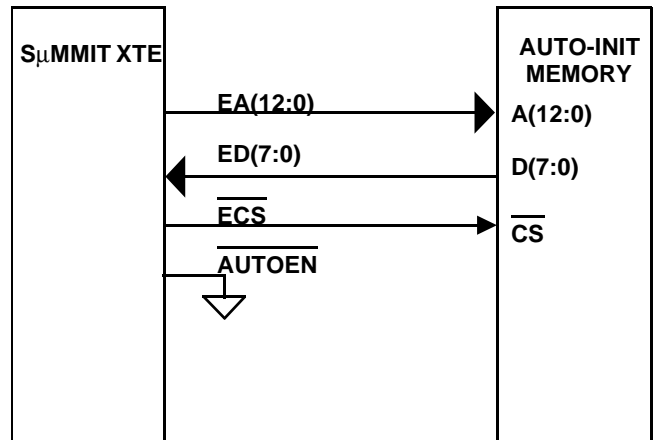 SμMMIT XTE
AUTO-INIT
MEMORY
EA(12:0)
A(12:0)
ED(7:0)
D(7:0)
ECS
CS
AUTOEN